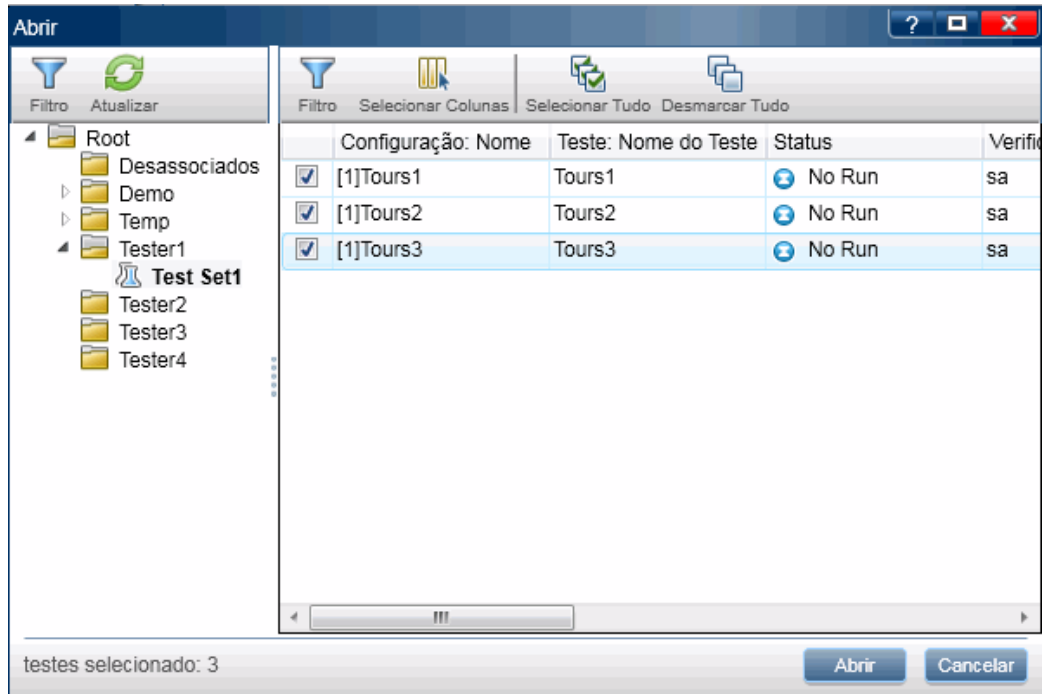 Abrir
?
X
Filtro Atualizar
Filtro Selecionar Colunas Selecionar Tudo Desmarcar Tudo
Root
Desassociados
Demo
Temp
Tester1
Test Set1
Tester2
Tester3
Tester4
Configuração: Nome Teste: Nome do Teste Status Verific
[1]Tours1 Tours1 No Run sa
[1]Tours2 Tours2 No Run sa
[1]Tours3 Tours3 No Run sa
testes selecionado: 3
Abrir Cancelar